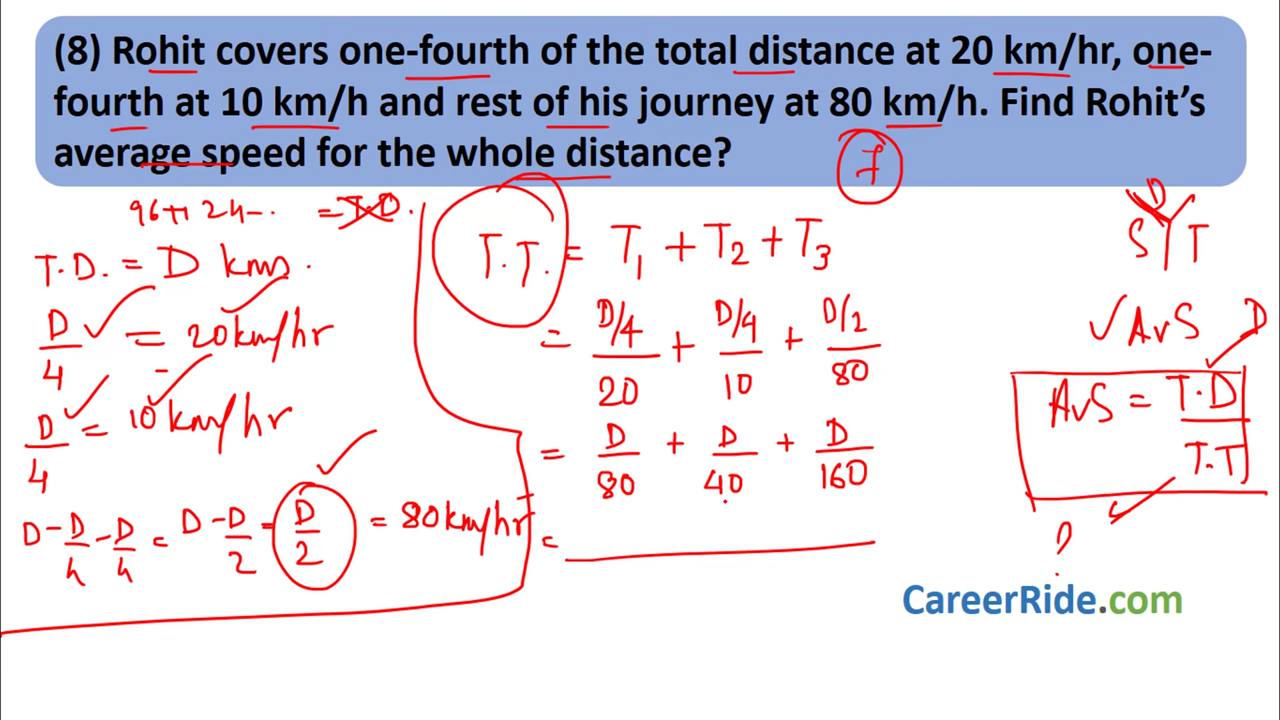 (8) Rohit covers one-fourth of the total distance at 20 km/hr, one-
fourth at 10 km/h and rest of his journey at 80 km/h. Find Rohit's
average speed for the whole distance?
96++ 24-.. = T.D.
T.D. = D kms.
D/4 = 20km/hr
D/4 = 10km/hr
D - D/4 - D/4 = D - D/2 = D/2 = 80km/hr
T.T. = T1 + T2 + T3
= D/4/20 + D/4/10 + D/2/80
= D/80 + D/40 + D/160
=
D
S T
✓AvS D
AvS = T.D/T.T
?
CareerRide.com